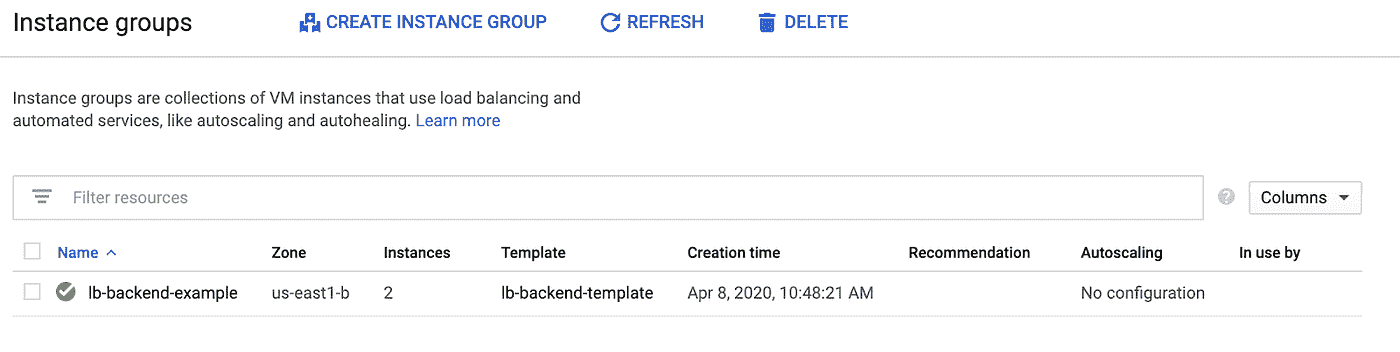 Instance groups CREATE INSTANCE GROUP REFRESH DELETE
Instance groups are collections of VM instances that use load balancing and
automated services, like autoscaling and autohealing. Learn more
Filter resources ? Columns
Name Zone Instances Template Creation time Recommendation Autoscaling In use by
lb-backend-example us-east1-b 2 lb-backend-template Apr 8, 2020, 10:48:21 AM No configuration